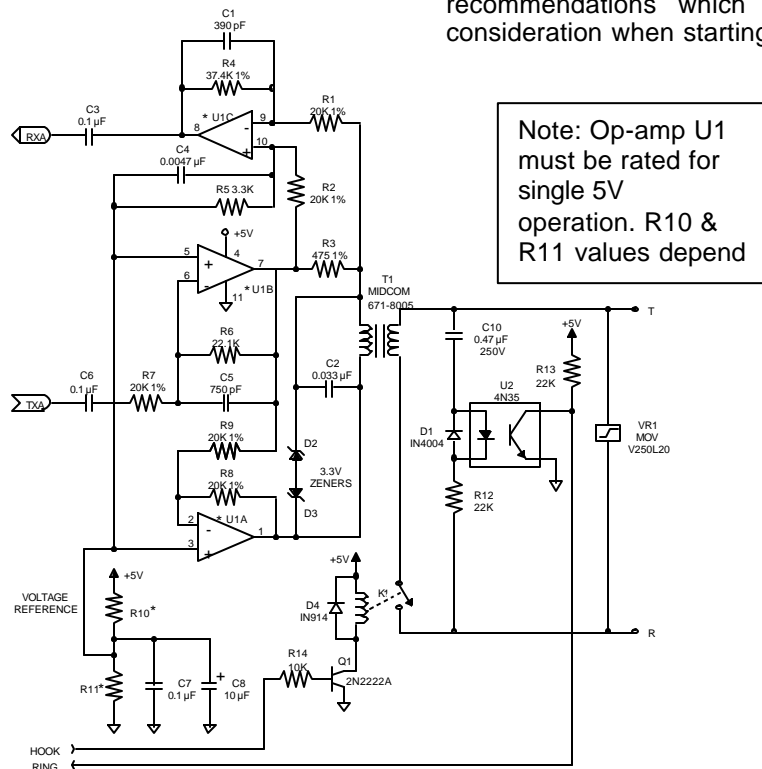 recommendations which
consideration when starting
Note: Op-amp U1
must be rated for
single 5V
operation. R10 &
R11 values depend
C1
390 pF
R4
37.4K 1%
C3
0.1 µF
* U1C
R1
20K 1%
RXA
8
9
-
10
+
C4
0.0047 µF
R2
20K 1%
R5 3.3K
+5V
4
5
+
7
R3
475 1%
6
-
11
* U1B
T1
MIDCOM
671-8005
T
R6
22.1K
C10
0.47 µF
250V
+5V
R13
22K
C6
0.1 µF
R7
20K 1%
C5
750 pF
C2
0.033 µF
U2
4N35
TXA
R9
20K 1%
D2
D1
IN4004
VR1
MOV
V250L20
R8
20K 1%
3.3V
ZENERS
R12
22K
2
-
* U1A
1
D3
3
+
+5V
VOLTAGE
REFERENCE
+5V
R10*
D4
IN914
K1
R
R11*
C7
0.1 µF
+
C8
10 µF
R14
10K
Q1
2N2222A
HOOK
RING